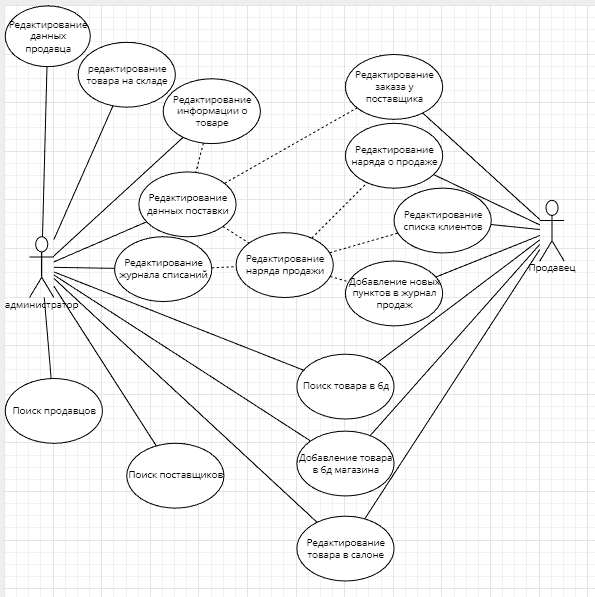 Редактирование
данных
продавца
редактирование
товара на складе
Редактирование
информации о
товаре
Редактирование
заказа у
поставщика
Редактирование
наряда о продаже
Редактирование
данных поставки
Редактирование
списка клиентов
Продавец
Редактирование
журнала списаний
Редактирование
наряда продажи
Добавление новых
пунктов в журнал
продаж
администратор
Поиск товара в бд
Поиск продавцов
Добавление товара
в бд магазина
Поиск поставщиков
Редактирование
товара в салоне